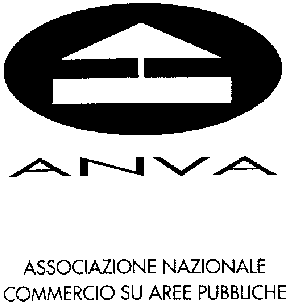 ANVA
ASSOCIAZIONE NAZIONALE
COMMERCIO SU AREE PUBBLICHE